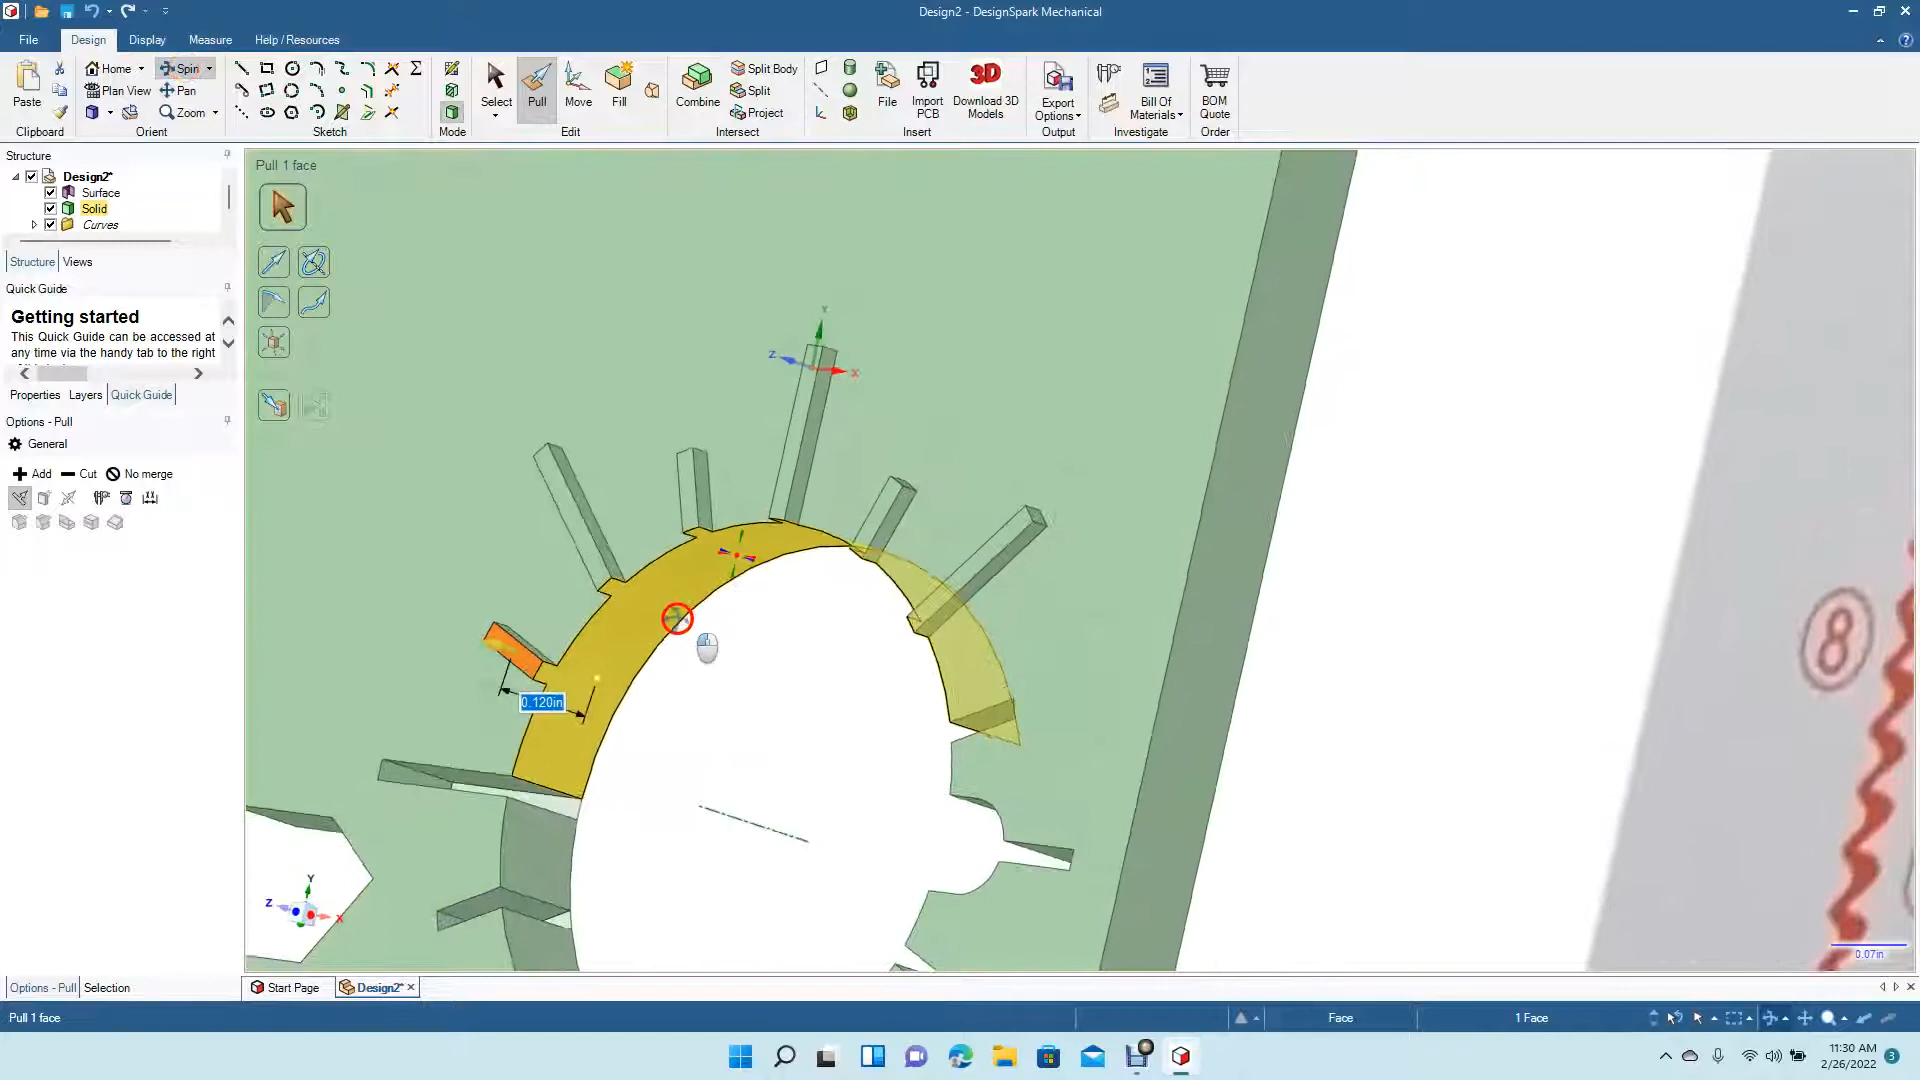 Design2 - DesignSpark Mechanical
File
Design
Display
Measure
Help / Resources
Paste
Clipboard
Home
Plan View
Spin
Pan
Zoom
Orient
Sketch
Mode
Select
Pull
Move
Fill
Edit
Combine
Split Body
Split
Project
Intersect
File
Import PCB
Download 3D Models
Insert
Export Options
Output
Bill Of Materials
Investigate
BOM Quote
Order
Structure
Design2*
Surface
Solid
Curves
Structure
Views
Quick Guide
Getting started
This Quick Guide can be accessed at
any time via the handy tab to the right
Properties
Layers
Quick Guide
Options - Pull
General
Add
Cut
No merge
Pull 1 face
Y
Z
X
0.120in
Y
Z
X
8
0.07in
Options - Pull
Selection
Start Page
Design2*
Pull 1 face
Face
1 Face
11:30 AM
2/26/2022
3